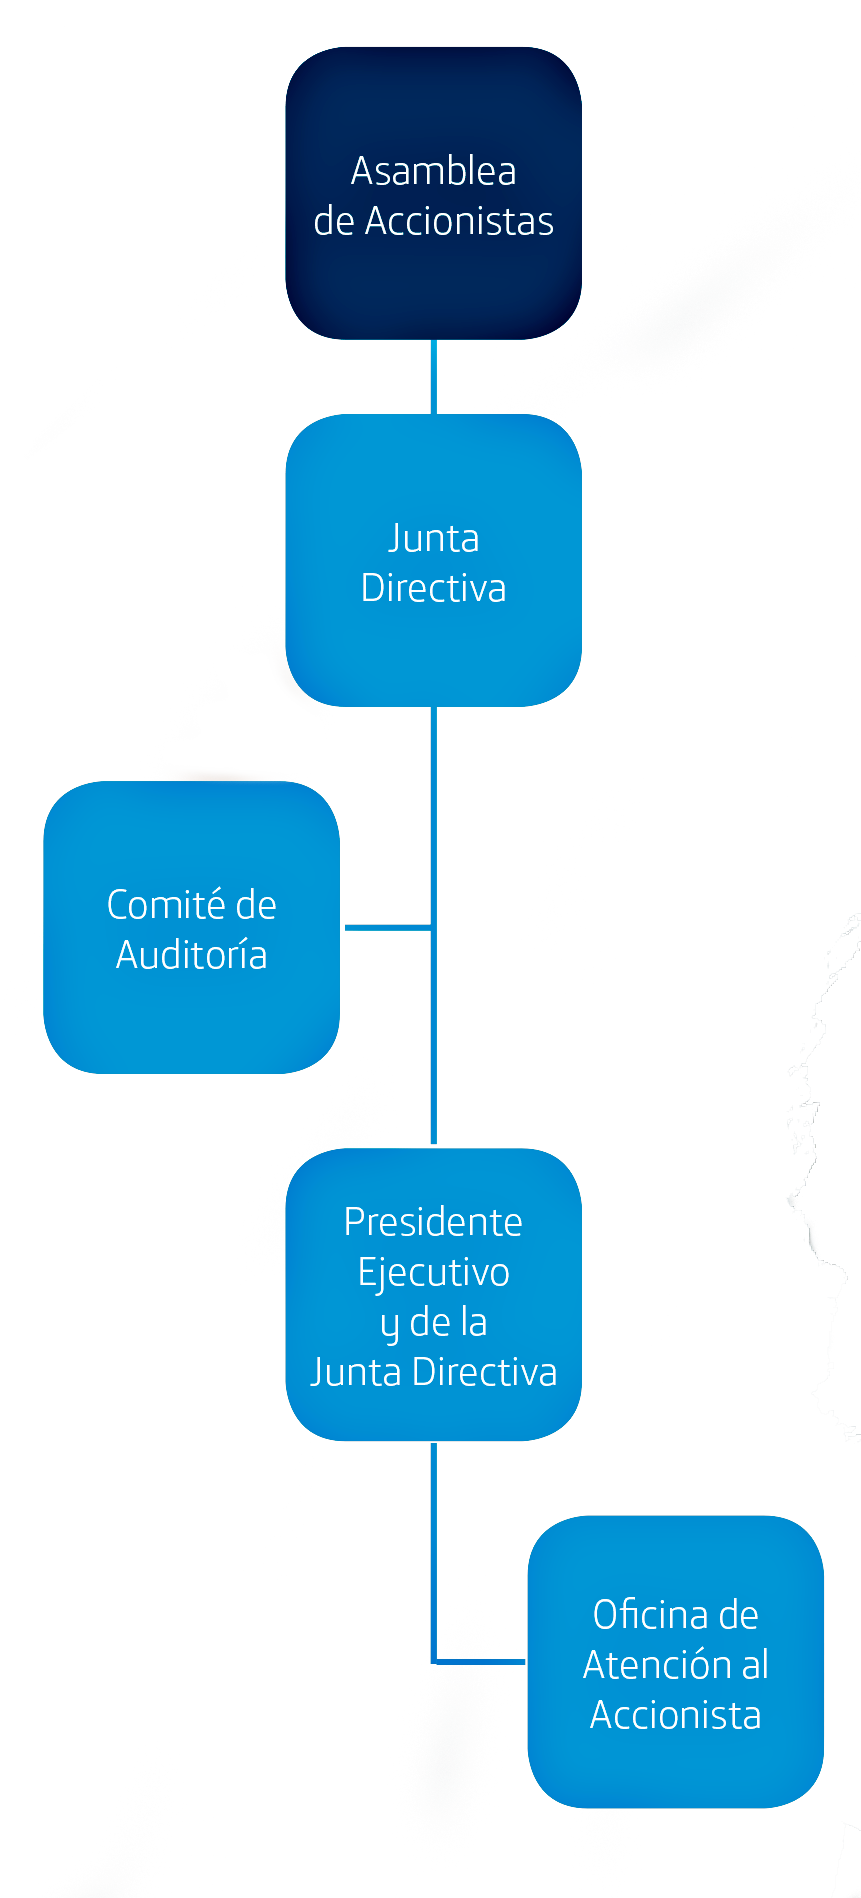 Asamblea
de Accionistas
Junta
Directiva
Comité de
Auditoría
Presidente
Ejecutivo
y de la
Junta Directiva
Oficina de
Atención al
Accionista